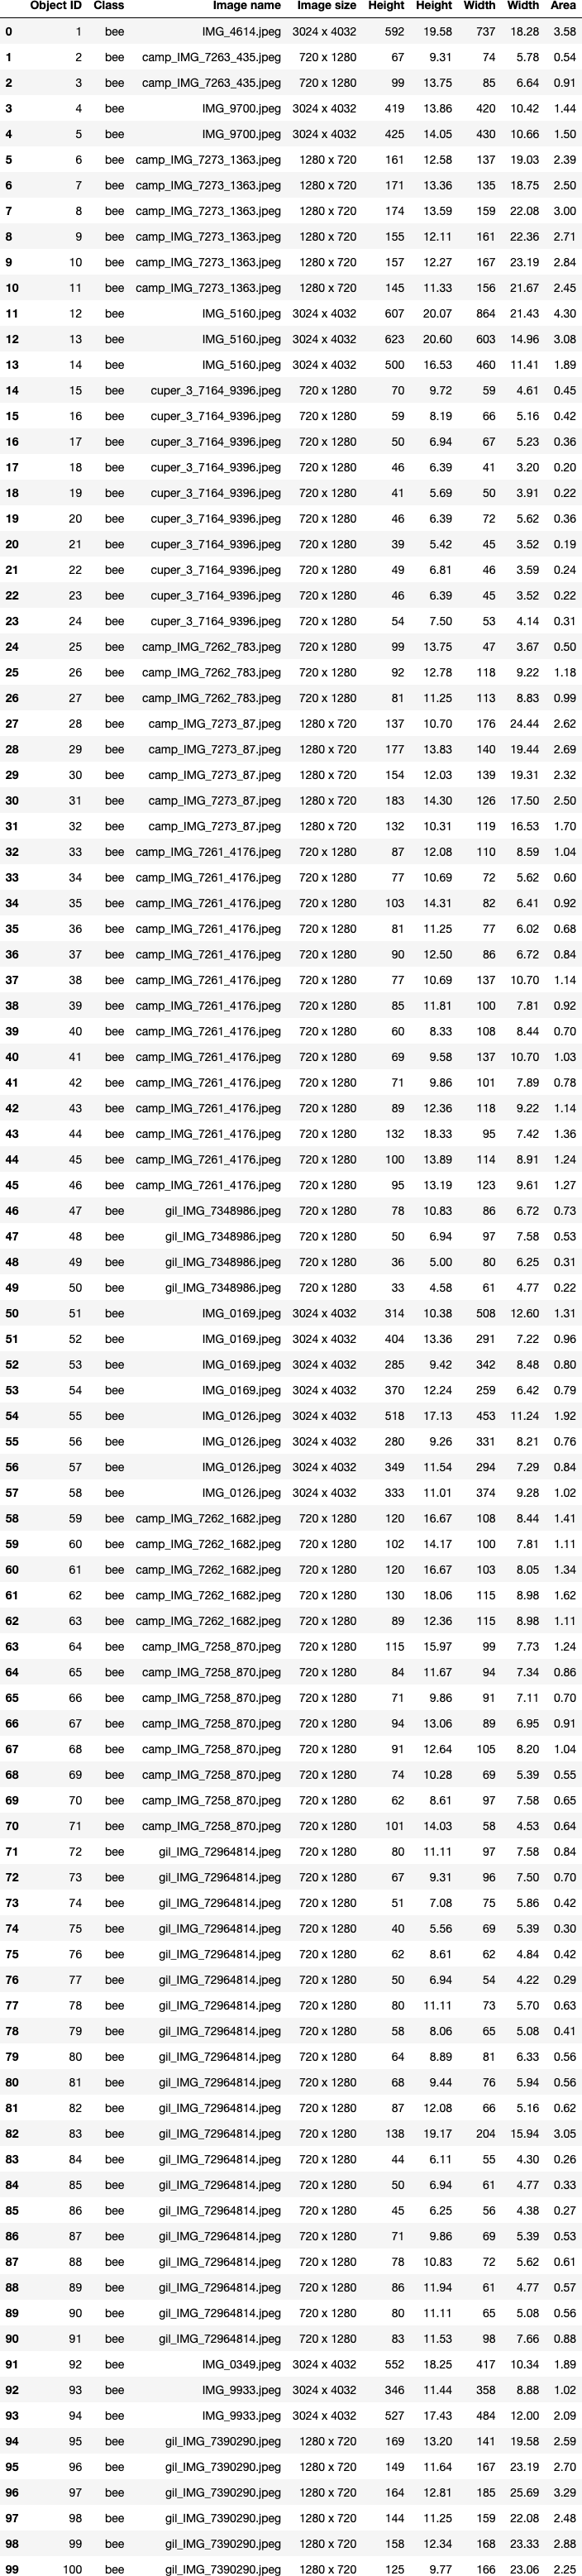 Object ID Class Image name Image size Height Height Width Width Area
0 1 bee IMG_4614.jpeg 3024 x 4032 592 19.58 737 18.28 3.58
1 2 bee camp_IMG_7263_435.jpeg 720 x 1280 67 9.31 74 5.78 0.54
2 3 bee camp_IMG_7263_435.jpeg 720 x 1280 99 13.75 85 6.64 0.91
3 4 bee IMG_9700.jpeg 3024 x 4032 419 13.86 420 10.42 1.44
4 5 bee IMG_9700.jpeg 3024 x 4032 425 14.05 430 10.66 1.50
5 6 bee camp_IMG_7273_1363.jpeg 1280 x 720 161 12.58 137 19.03 2.39
6 7 bee camp_IMG_7273_1363.jpeg 1280 x 720 171 13.36 135 18.75 2.50
7 8 bee camp_IMG_7273_1363.jpeg 1280 x 720 174 13.59 159 22.08 3.00
8 9 bee camp_IMG_7273_1363.jpeg 1280 x 720 155 12.11 161 22.36 2.71
9 10 bee camp_IMG_7273_1363.jpeg 1280 x 720 157 12.27 167 23.19 2.84
10 11 bee camp_IMG_7273_1363.jpeg 1280 x 720 145 11.33 156 21.67 2.45
11 12 bee IMG_5160.jpeg 3024 x 4032 607 20.07 864 21.43 4.30
12 13 bee IMG_5160.jpeg 3024 x 4032 623 20.60 603 14.96 3.08
13 14 bee IMG_5160.jpeg 3024 x 4032 500 16.53 460 11.41 1.89
14 15 bee cuper_3_7164_9396.jpeg 720 x 1280 70 9.72 59 4.61 0.45
15 16 bee cuper_3_7164_9396.jpeg 720 x 1280 59 8.19 66 5.16 0.42
16 17 bee cuper_3_7164_9396.jpeg 720 x 1280 50 6.94 67 5.23 0.36
17 18 bee cuper_3_7164_9396.jpeg 720 x 1280 46 6.39 41 3.20 0.20
18 19 bee cuper_3_7164_9396.jpeg 720 x 1280 41 5.69 50 3.91 0.22
19 20 bee cuper_3_7164_9396.jpeg 720 x 1280 46 6.39 72 5.62 0.36
20 21 bee cuper_3_7164_9396.jpeg 720 x 1280 39 5.42 45 3.52 0.19
21 22 bee cuper_3_7164_9396.jpeg 720 x 1280 49 6.81 46 3.59 0.24
22 23 bee cuper_3_7164_9396.jpeg 720 x 1280 46 6.39 45 3.52 0.22
23 24 bee cuper_3_7164_9396.jpeg 720 x 1280 54 7.50 53 4.14 0.31
24 25 bee camp_IMG_7262_783.jpeg 720 x 1280 99 13.75 47 3.67 0.50
25 26 bee camp_IMG_7262_783.jpeg 720 x 1280 92 12.78 118 9.22 1.18
26 27 bee camp_IMG_7262_783.jpeg 720 x 1280 81 11.25 113 8.83 0.99
27 28 bee camp_IMG_7273_87.jpeg 1280 x 720 137 10.70 176 24.44 2.62
28 29 bee camp_IMG_7273_87.jpeg 1280 x 720 177 13.83 140 19.44 2.69
29 30 bee camp_IMG_7273_87.jpeg 1280 x 720 154 12.03 139 19.31 2.32
30 31 bee camp_IMG_7273_87.jpeg 1280 x 720 183 14.30 126 17.50 2.50
31 32 bee camp_IMG_7273_87.jpeg 1280 x 720 132 10.31 119 16.53 1.70
32 33 bee camp_IMG_7261_4176.jpeg 720 x 1280 87 12.08 110 8.59 1.04
33 34 bee camp_IMG_7261_4176.jpeg 720 x 1280 77 10.69 72 5.62 0.60
34 35 bee camp_IMG_7261_4176.jpeg 720 x 1280 103 14.31 82 6.41 0.92
35 36 bee camp_IMG_7261_4176.jpeg 720 x 1280 81 11.25 77 6.02 0.68
36 37 bee camp_IMG_7261_4176.jpeg 720 x 1280 90 12.50 86 6.72 0.84
37 38 bee camp_IMG_7261_4176.jpeg 720 x 1280 77 10.69 137 10.70 1.14
38 39 bee camp_IMG_7261_4176.jpeg 720 x 1280 85 11.81 100 7.81 0.92
39 40 bee camp_IMG_7261_4176.jpeg 720 x 1280 60 8.33 108 8.44 0.70
40 41 bee camp_IMG_7261_4176.jpeg 720 x 1280 69 9.58 137 10.70 1.03
41 42 bee camp_IMG_7261_4176.jpeg 720 x 1280 71 9.86 101 7.89 0.78
42 43 bee camp_IMG_7261_4176.jpeg 720 x 1280 89 12.36 118 9.22 1.14
43 44 bee camp_IMG_7261_4176.jpeg 720 x 1280 132 18.33 95 7.42 1.36
44 45 bee camp_IMG_7261_4176.jpeg 720 x 1280 100 13.89 114 8.91 1.24
45 46 bee camp_IMG_7261_4176.jpeg 720 x 1280 95 13.19 123 9.61 1.27
46 47 bee gil_IMG_7348986.jpeg 720 x 1280 78 10.83 86 6.72 0.73
47 48 bee gil_IMG_7348986.jpeg 720 x 1280 50 6.94 97 7.58 0.53
48 49 bee gil_IMG_7348986.jpeg 720 x 1280 36 5.00 80 6.25 0.31
49 50 bee gil_IMG_7348986.jpeg 720 x 1280 33 4.58 61 4.77 0.22
50 51 bee IMG_0169.jpeg 3024 x 4032 314 10.38 508 12.60 1.31
51 52 bee IMG_0169.jpeg 3024 x 4032 404 13.36 291 7.22 0.96
52 53 bee IMG_0169.jpeg 3024 x 4032 285 9.42 342 8.48 0.80
53 54 bee IMG_0169.jpeg 3024 x 4032 370 12.24 259 6.42 0.79
54 55 bee IMG_0126.jpeg 3024 x 4032 518 17.13 453 11.24 1.92
55 56 bee IMG_0126.jpeg 3024 x 4032 280 9.26 331 8.21 0.76
56 57 bee IMG_0126.jpeg 3024 x 4032 349 11.54 294 7.29 0.84
57 58 bee IMG_0126.jpeg 3024 x 4032 333 11.01 374 9.28 1.02
58 59 bee camp_IMG_7262_1682.jpeg 720 x 1280 120 16.67 108 8.44 1.41
59 60 bee camp_IMG_7262_1682.jpeg 720 x 1280 102 14.17 100 7.81 1.11
60 61 bee camp_IMG_7262_1682.jpeg 720 x 1280 120 16.67 103 8.05 1.34
61 62 bee camp_IMG_7262_1682.jpeg 720 x 1280 130 18.06 115 8.98 1.62
62 63 bee camp_IMG_7262_1682.jpeg 720 x 1280 89 12.36 115 8.98 1.11
63 64 bee camp_IMG_7258_870.jpeg 720 x 1280 115 15.97 99 7.73 1.24
64 65 bee camp_IMG_7258_870.jpeg 720 x 1280 84 11.67 94 7.34 0.86
65 66 bee camp_IMG_7258_870.jpeg 720 x 1280 71 9.86 91 7.11 0.70
66 67 bee camp_IMG_7258_870.jpeg 720 x 1280 94 13.06 89 6.95 0.91
67 68 bee camp_IMG_7258_870.jpeg 720 x 1280 91 12.64 105 8.20 1.04
68 69 bee camp_IMG_7258_870.jpeg 720 x 1280 74 10.28 69 5.39 0.55
69 70 bee camp_IMG_7258_870.jpeg 720 x 1280 62 8.61 97 7.58 0.65
70 71 bee camp_IMG_7258_870.jpeg 720 x 1280 101 14.03 58 4.53 0.64
71 72 bee gil_IMG_72964814.jpeg 720 x 1280 80 11.11 97 7.58 0.84
72 73 bee gil_IMG_72964814.jpeg 720 x 1280 67 9.31 96 7.50 0.70
73 74 bee gil_IMG_72964814.jpeg 720 x 1280 51 7.08 75 5.86 0.42
74 75 bee gil_IMG_72964814.jpeg 720 x 1280 40 5.56 69 5.39 0.30
75 76 bee gil_IMG_72964814.jpeg 720 x 1280 62 8.61 62 4.84 0.42
76 77 bee gil_IMG_72964814.jpeg 720 x 1280 50 6.94 54 4.22 0.29
77 78 bee gil_IMG_72964814.jpeg 720 x 1280 80 11.11 73 5.70 0.63
78 79 bee gil_IMG_72964814.jpeg 720 x 1280 58 8.06 65 5.08 0.41
79 80 bee gil_IMG_72964814.jpeg 720 x 1280 64 8.89 81 6.33 0.56
80 81 bee gil_IMG_72964814.jpeg 720 x 1280 68 9.44 76 5.94 0.56
81 82 bee gil_IMG_72964814.jpeg 720 x 1280 87 12.08 66 5.16 0.62
82 83 bee gil_IMG_72964814.jpeg 720 x 1280 138 19.17 204 15.94 3.05
83 84 bee gil_IMG_72964814.jpeg 720 x 1280 44 6.11 55 4.30 0.26
84 85 bee gil_IMG_72964814.jpeg 720 x 1280 50 6.94 61 4.77 0.33
85 86 bee gil_IMG_72964814.jpeg 720 x 1280 45 6.25 56 4.38 0.27
86 87 bee gil_IMG_72964814.jpeg 720 x 1280 71 9.86 69 5.39 0.53
87 88 bee gil_IMG_72964814.jpeg 720 x 1280 78 10.83 72 5.62 0.61
88 89 bee gil_IMG_72964814.jpeg 720 x 1280 86 11.94 61 4.77 0.57
89 90 bee gil_IMG_72964814.jpeg 720 x 1280 80 11.11 65 5.08 0.56
90 91 bee gil_IMG_72964814.jpeg 720 x 1280 83 11.53 98 7.66 0.88
91 92 bee IMG_0349.jpeg 3024 x 4032 552 18.25 417 10.34 1.89
92 93 bee IMG_9933.jpeg 3024 x 4032 346 11.44 358 8.88 1.02
93 94 bee IMG_9933.jpeg 3024 x 4032 527 17.43 484 12.00 2.09
94 95 bee gil_IMG_7390290.jpeg 1280 x 720 169 13.20 141 19.58 2.59
95 96 bee gil_IMG_7390290.jpeg 1280 x 720 149 11.64 167 23.19 2.70
96 97 bee gil_IMG_7390290.jpeg 1280 x 720 164 12.81 185 25.69 3.29
97 98 bee gil_IMG_7390290.jpeg 1280 x 720 144 11.25 159 22.08 2.48
98 99 bee gil_IMG_7390290.jpeg 1280 x 720 158 12.34 168 23.33 2.88
99 100 bee gil_IMG_7390290.jpeg 1280 x 720 125 9.77 166 23.06 2.25